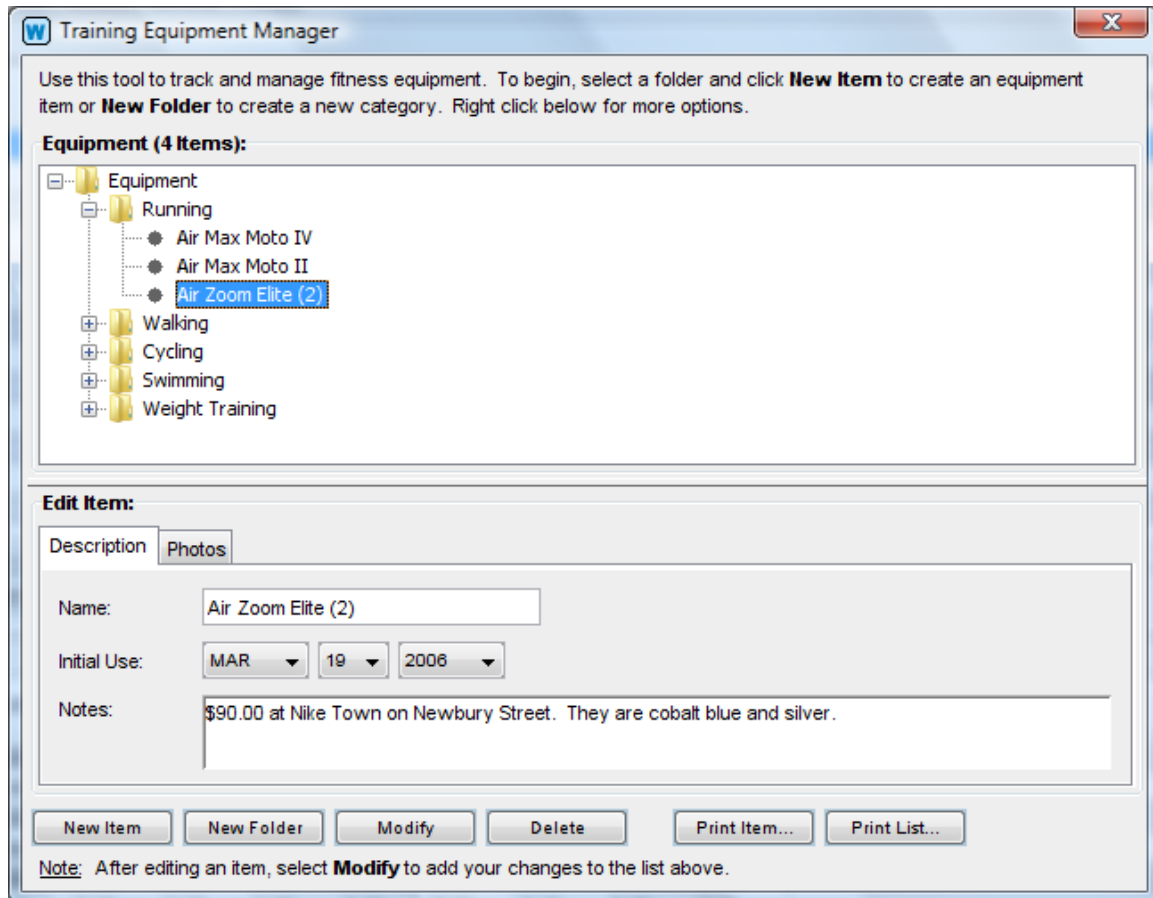 W Training Equipment Manager X
Use this tool to track and manage fitness equipment. To begin, select a folder and click New Item to create an equipment
item or New Folder to create a new category. Right click below for more options.
Equipment (4 Items):
Equipment
Running
Air Max Moto IV
Air Max Moto II
Air Zoom Elite (2)
Walking
Cycling
Swimming
Weight Training
Edit Item:
Description Photos
Name: Air Zoom Elite (2)
Initial Use: MAR 19 2006
Notes: $90.00 at Nike Town on Newbury Street. They are cobalt blue and silver.
New Item New Folder Modify Delete Print Item... Print List...
Note: After editing an item, select Modify to add your changes to the list above.